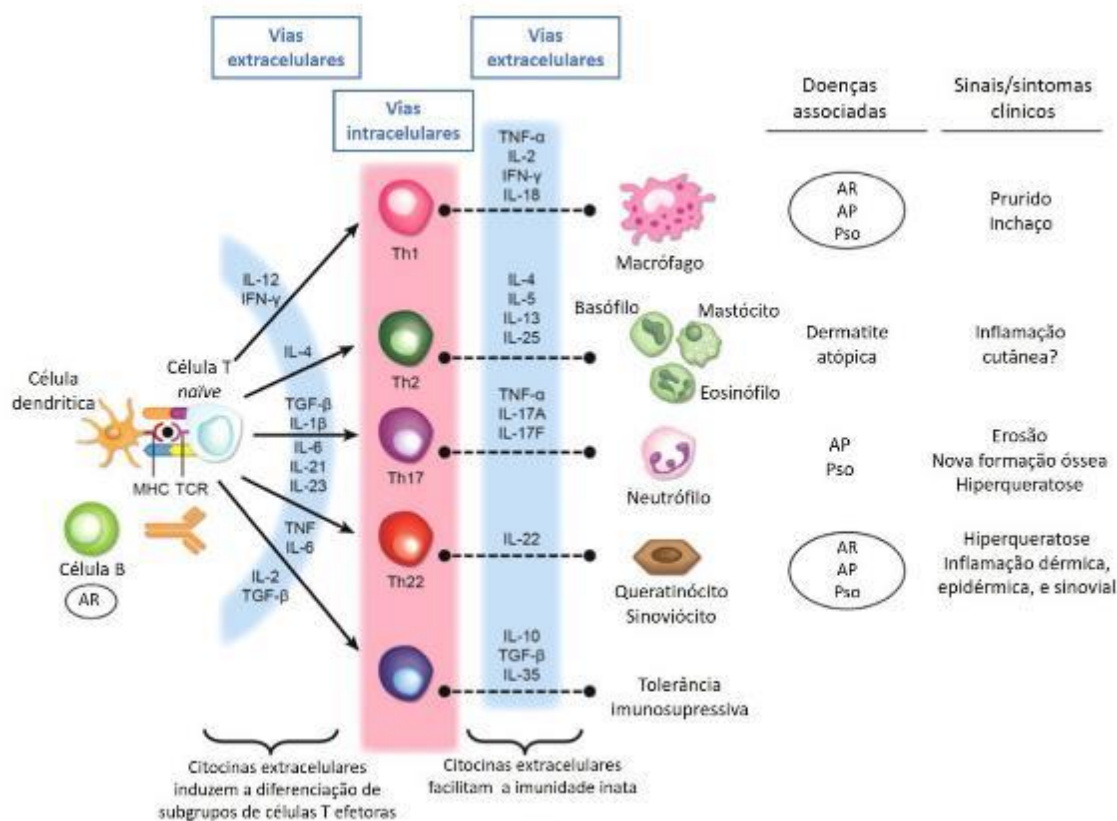 Vias
extracelulares
Vias
extracelulares
Vias
intracelulares
Doenças
associadas
Sinais/sintomas
clínicos
TNF-α
IL-2
IFN-γ
IL-18
Th1
Macrófago
AR
AP
Pso
Prurido
Inchaço
IL-12
IFN-γ
IL-4
IL-5
IL-13
IL-25
Th2
Basófilo
Mastócito
Eosinófilo
Dermatite
atópica
Inflamação
cutânea?
IL-4
Célula T
naïve
Célula
dendrítica
MHC TCR
TGF-β
IL-1β
IL-6
IL-21
IL-23
TNF-α
IL-17A
IL-17F
Th17
Neutrófilo
AP
Pso
Erosão
Nova formação óssea
Hiperqueratose
Célula B
AR
TNF
IL-6
IL-22
Th22
Queratinócito
Sinoviócito
AR
AP
Pso
Hiperqueratose
Inflamação dérmica,
epidérmica, e sinovial
IL-2
TGF-β
IL-10
TGF-β
IL-35
Tolerância
imunosupressiva
Citocinas extracelulares
induzem a diferenciação de
subgrupos de células T efetoras
Citocinas extracelulares
facilitam a imunidade inata